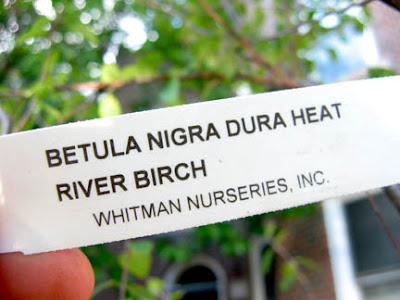 BETULA NIGRA DURA HEAT
RIVER BIRCH
WHITMAN NURSERIES, INC.